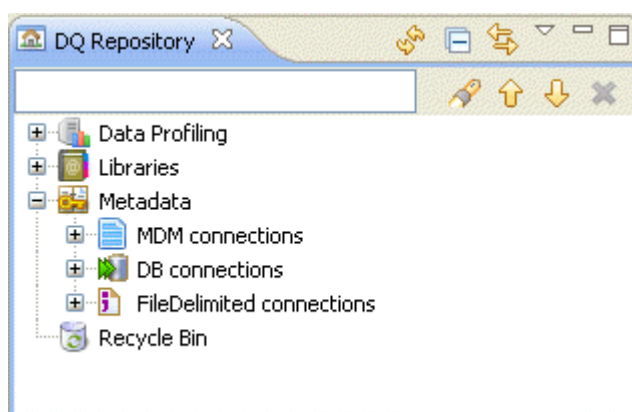 DQ Repository
Data Profiling
Libraries
Metadata
MDM connections
DB connections
FileDelimited connections
Recycle Bin